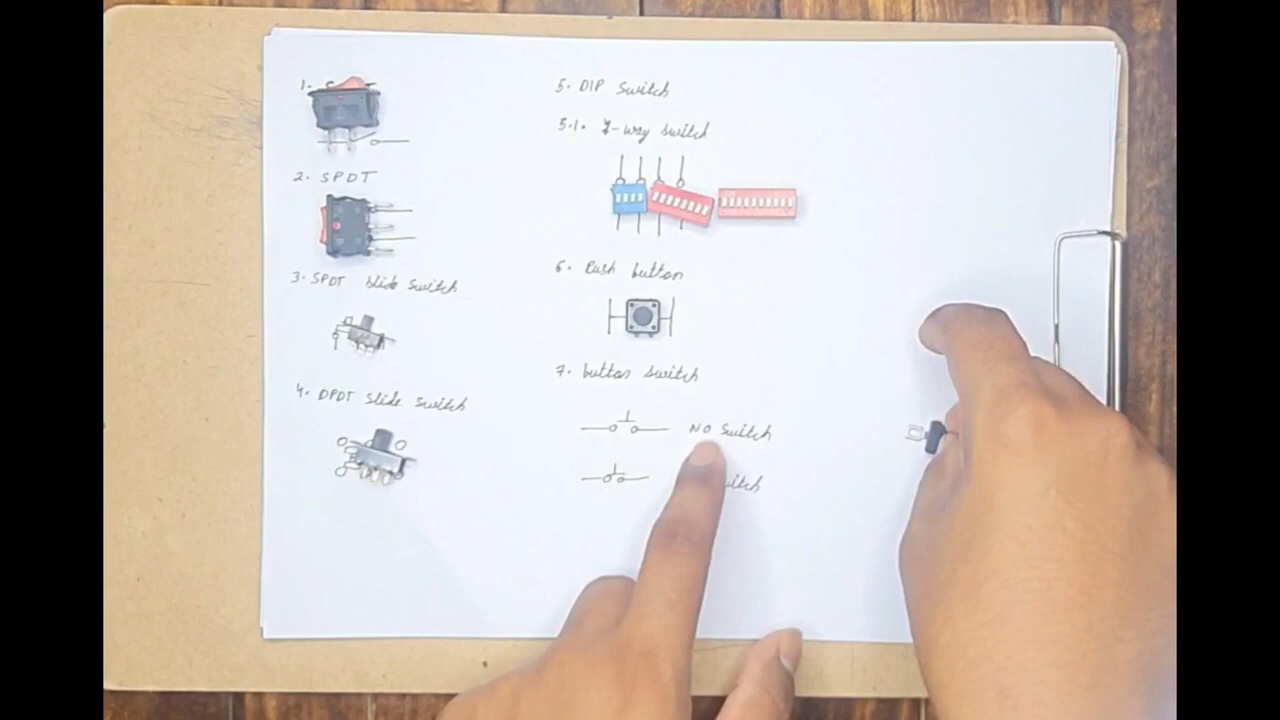 1. S
2. SPDT
3. SPDT slide switch
4. DPDT slide switch
5. DIP switch
5.1. 7-way switch
6. Push button
7. button switch
NO switch
witch